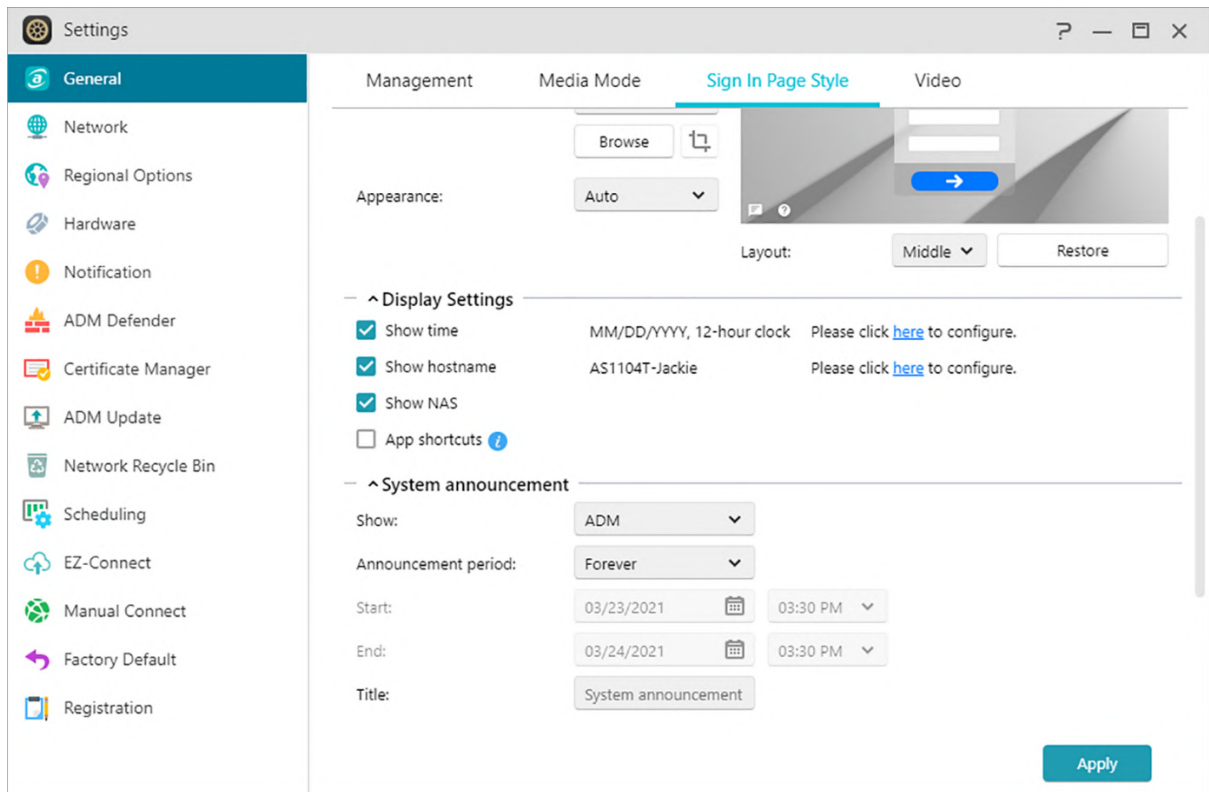 Settings
General
Network
Regional Options
Hardware
Notification
ADM Defender
Certificate Manager
ADM Update
Network Recycle Bin
Scheduling
EZ-Connect
Manual Connect
Factory Default
Registration
Management Media Mode Sign In Page Style Video
Browse
Appearance: Auto
Layout: Middle Restore
Display Settings
Show time MM/DD/YYYY, 12-hour clock Please click here to configure.
Show hostname AS1104T-Jackie Please click here to configure.
Show NAS
App shortcuts
System announcement
Show: ADM
Announcement period: Forever
Start: 03/23/2021 03:30 PM
End: 03/24/2021 03:30 PM
Title: System announcement
Apply